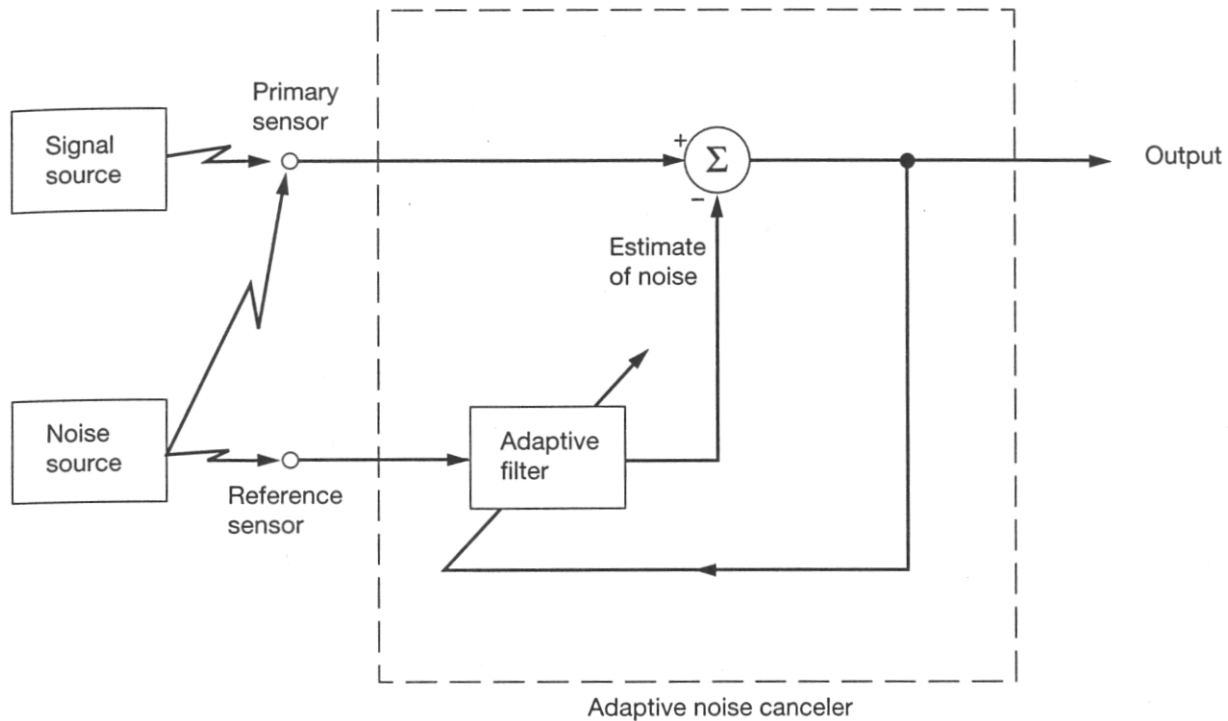 Primary
sensor
Signal
source
+
Σ
Output
−
Estimate
of noise
Noise
source
Adaptive
filter
Reference
sensor
Adaptive noise canceler